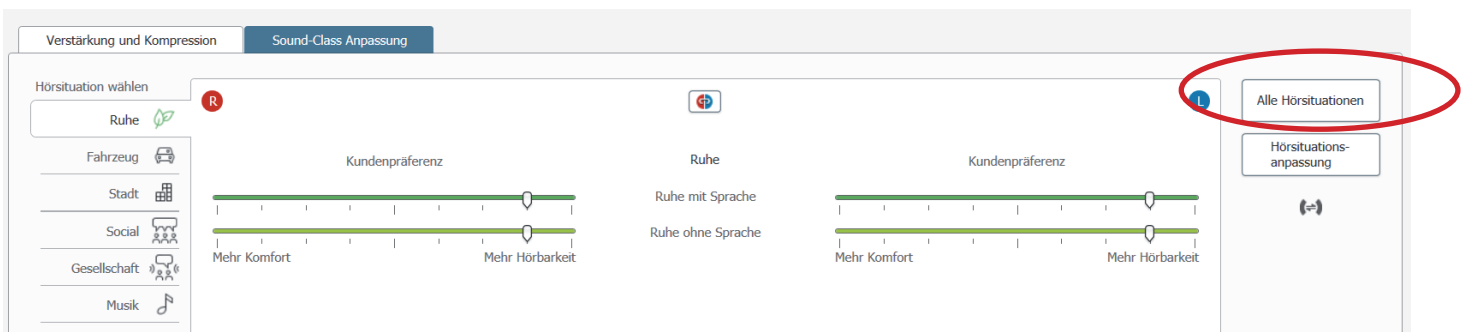 Verstärkung und Kompression
Sound-Class Anpassung
Hörsituation wählen
Ruhe
Fahrzeug
Stadt
Social
Gesellschaft
Musik
R
L
Kundenpräferenz
Ruhe
Kundenpräferenz
Ruhe mit Sprache
Ruhe ohne Sprache
Mehr Komfort
Mehr Hörbarkeit
Mehr Komfort
Mehr Hörbarkeit
Alle Hörsituationen
Hörsituations-
anpassung